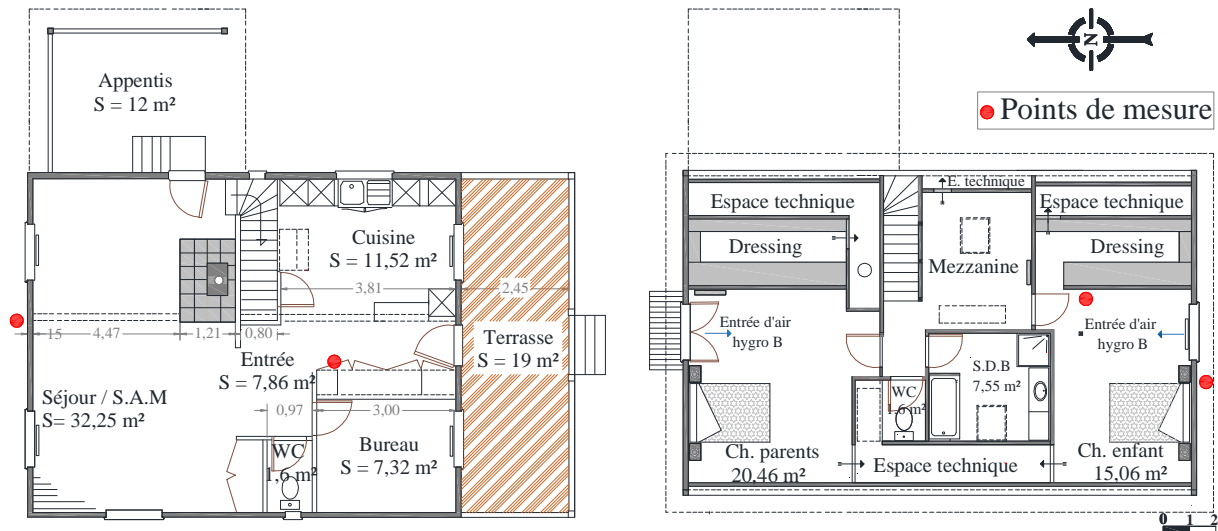 Appentis
S = 12 m²
Cuisine
S = 11,52 m²
3,81
2,45
15
4,47
1,21
0,80
Entrée
S = 7,86 m²
Terrasse
S = 19 m²
Séjour / S.A.M
S= 32,25 m²
0,97
3,00
WC
1,6 m²
Bureau
S = 7,32 m²
N
Points de mesure
E. technique
Espace technique
Espace technique
Dressing
Dressing
Mezzanine
Entrée d'air
hygro B
Entrée d'air
hygro B
S.D.B
7,55 m²
WC
1,6 m²
Ch. parents
20,46 m²
Espace technique
Ch. enfant
15,06 m²
0 1 2